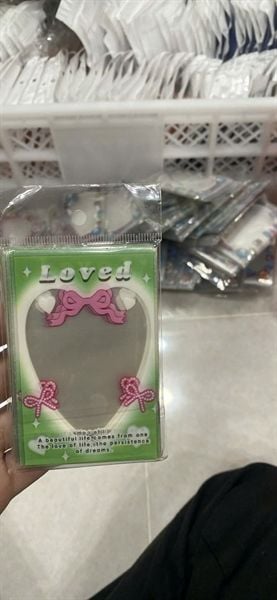 Loved
A beautiful life comes from one
The love of life, the persistence
of dreams.